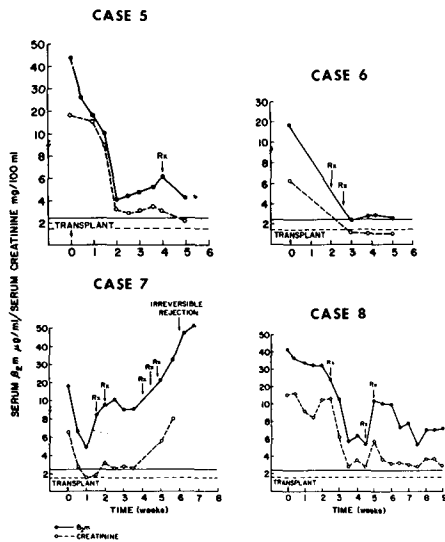 CASE 5
50
30
20
10
8
6
4
2
Rx
TRANSPLANT
0 1 2 3 4 5 6
CASE 6
30
20
10
8
6
4
2
Rx
Rx
TRANSPLANT
0 1 2 3 4 5 6
SERUM β₂m µg/ml/SERUM CREATININE mg/100 ml
CASE 7
IRREVERSIBLE
REJECTION
50
30
20
10
8
6
4
2
Rx
Rx
Rx
Rx
Rx
TRANSPLANT
0 1 2 3 4 5 6 7
TIME (weeks)
CASE 8
50
30
20
10
8
6
4
2
Rx
Rx
TRANSPLANT
0 1 2 3 4 5 6 7 8 9
TIME (weeks)
β₂m
CREATININE